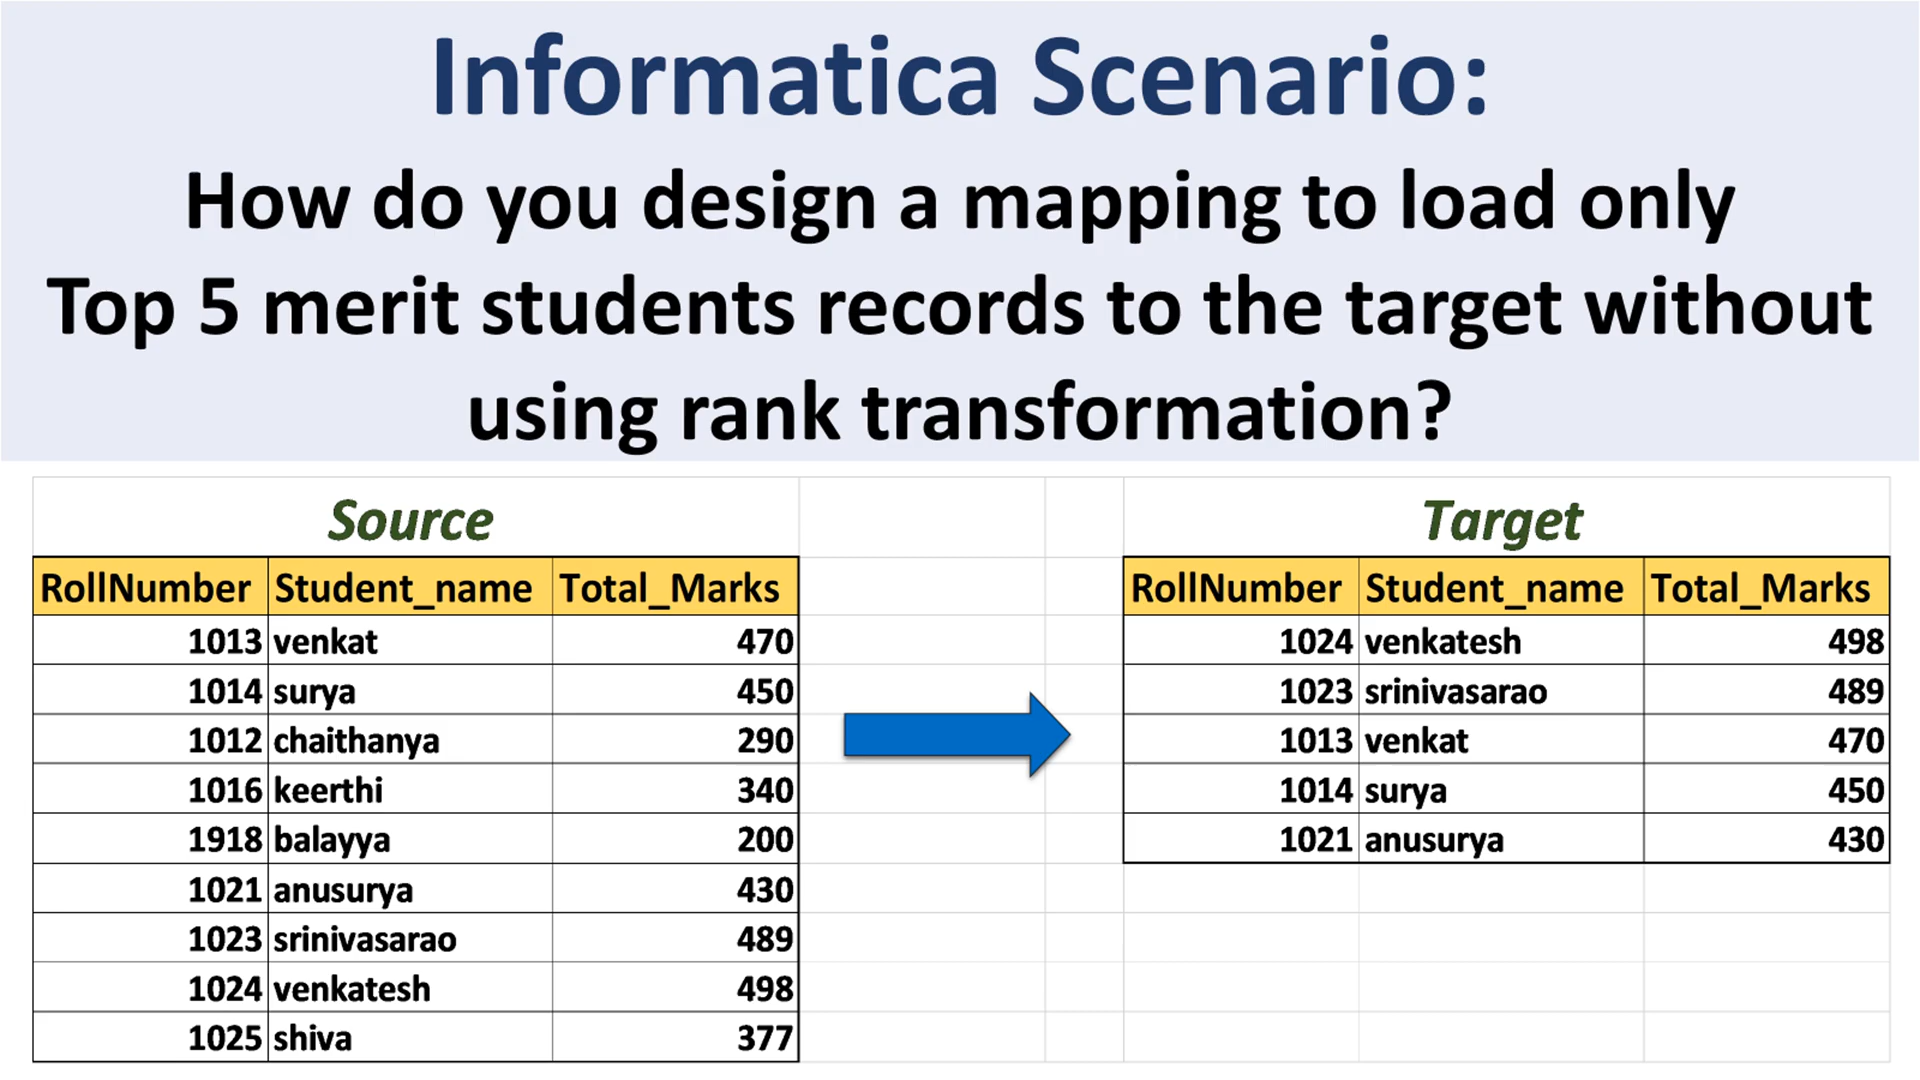 Informatica Scenario:
How do you design a mapping to load only
Top 5 merit students records to the target without
using rank transformation?
Source
RollNumber Student_name Total_Marks
1013 venkat 470
1014 surya 450
1012 chaithanya 290
1016 keerthi 340
1918 balayya 200
1021 anusurya 430
1023 srinivasarao 489
1024 venkatesh 498
1025 shiva 377
Target
RollNumber Student_name Total_Marks
1024 venkatesh 498
1023 srinivasarao 489
1013 venkat 470
1014 surya 450
1021 anusurya 430